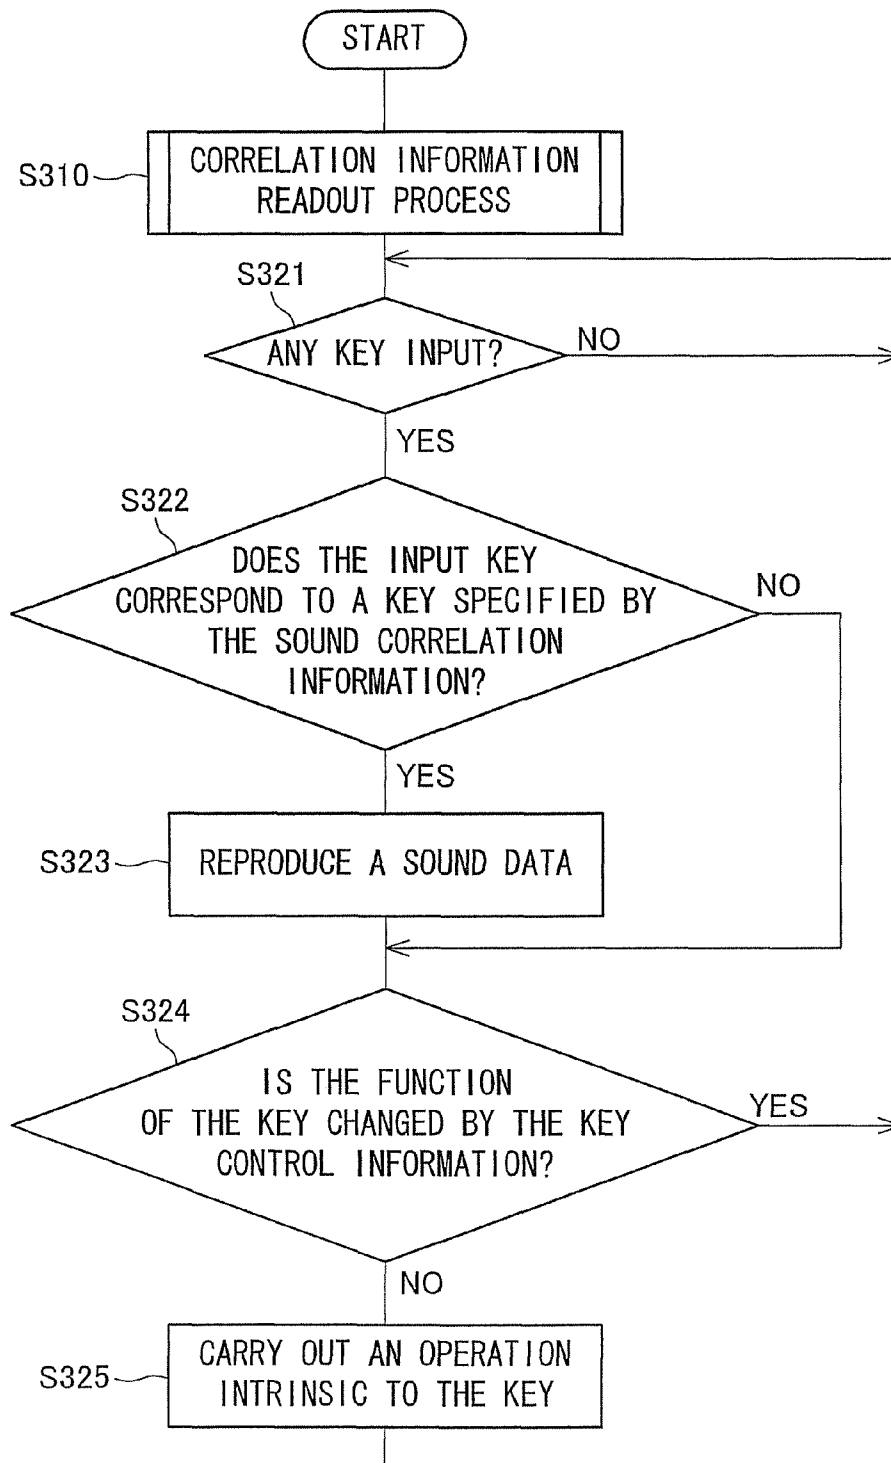 START
S310
CORRELATION INFORMATION
READOUT PROCESS
S321
ANY KEY INPUT?
NO
YES
S322
DOES THE INPUT KEY
CORRESPOND TO A KEY SPECIFIED BY
THE SOUND CORRELATION
INFORMATION?
NO
YES
S323
REPRODUCE A SOUND DATA
S324
IS THE FUNCTION
OF THE KEY CHANGED BY THE KEY
CONTROL INFORMATION?
YES
NO
S325
CARRY OUT AN OPERATION
INTRINSIC TO THE KEY